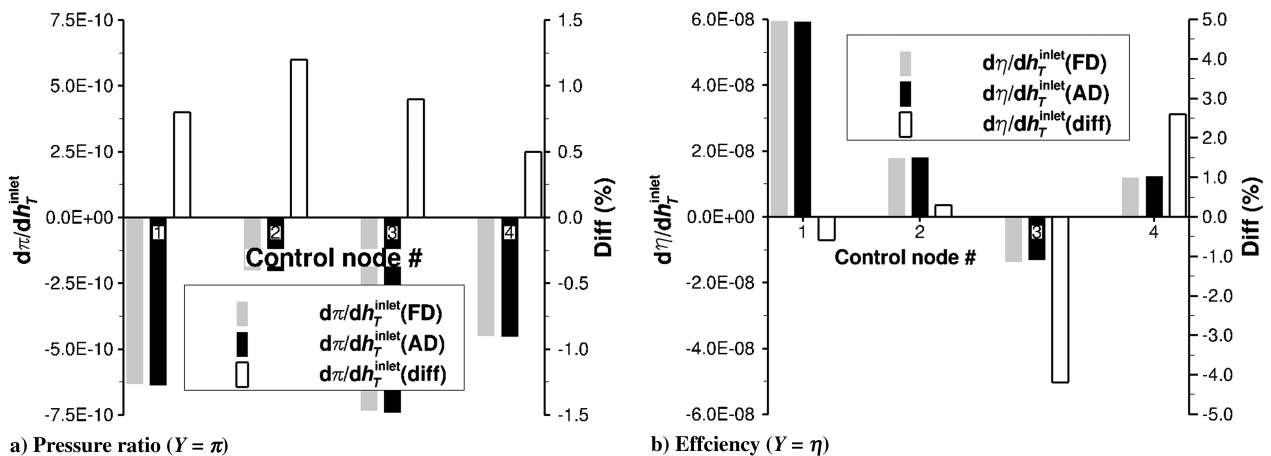 7.5E-10
5.0E-10
2.5E-10
0.0E+00
-2.5E-10
-5.0E-10
-7.5E-10
dπ/dh_T^inlet
1 2 3 4
Control node #
dπ/dh_T^inlet(FD)
dπ/dh_T^inlet(AD)
dπ/dh_T^inlet(diff)
1.5
1.0
0.5
0.0
-0.5
-1.0
-1.5
Diff (%)
a) Pressure ratio (Y = π)
6.0E-08
4.0E-08
2.0E-08
0.0E+00
-2.0E-08
-4.0E-08
-6.0E-08
dη/dh_T^inlet
1 2 3 4
Control node #
dη/dh_T^inlet(FD)
dη/dh_T^inlet(AD)
dη/dh_T^inlet(diff)
5.0
4.0
3.0
2.0
1.0
0.0
-1.0
-2.0
-3.0
-4.0
-5.0
Diff (%)
b) Effciency (Y = η)